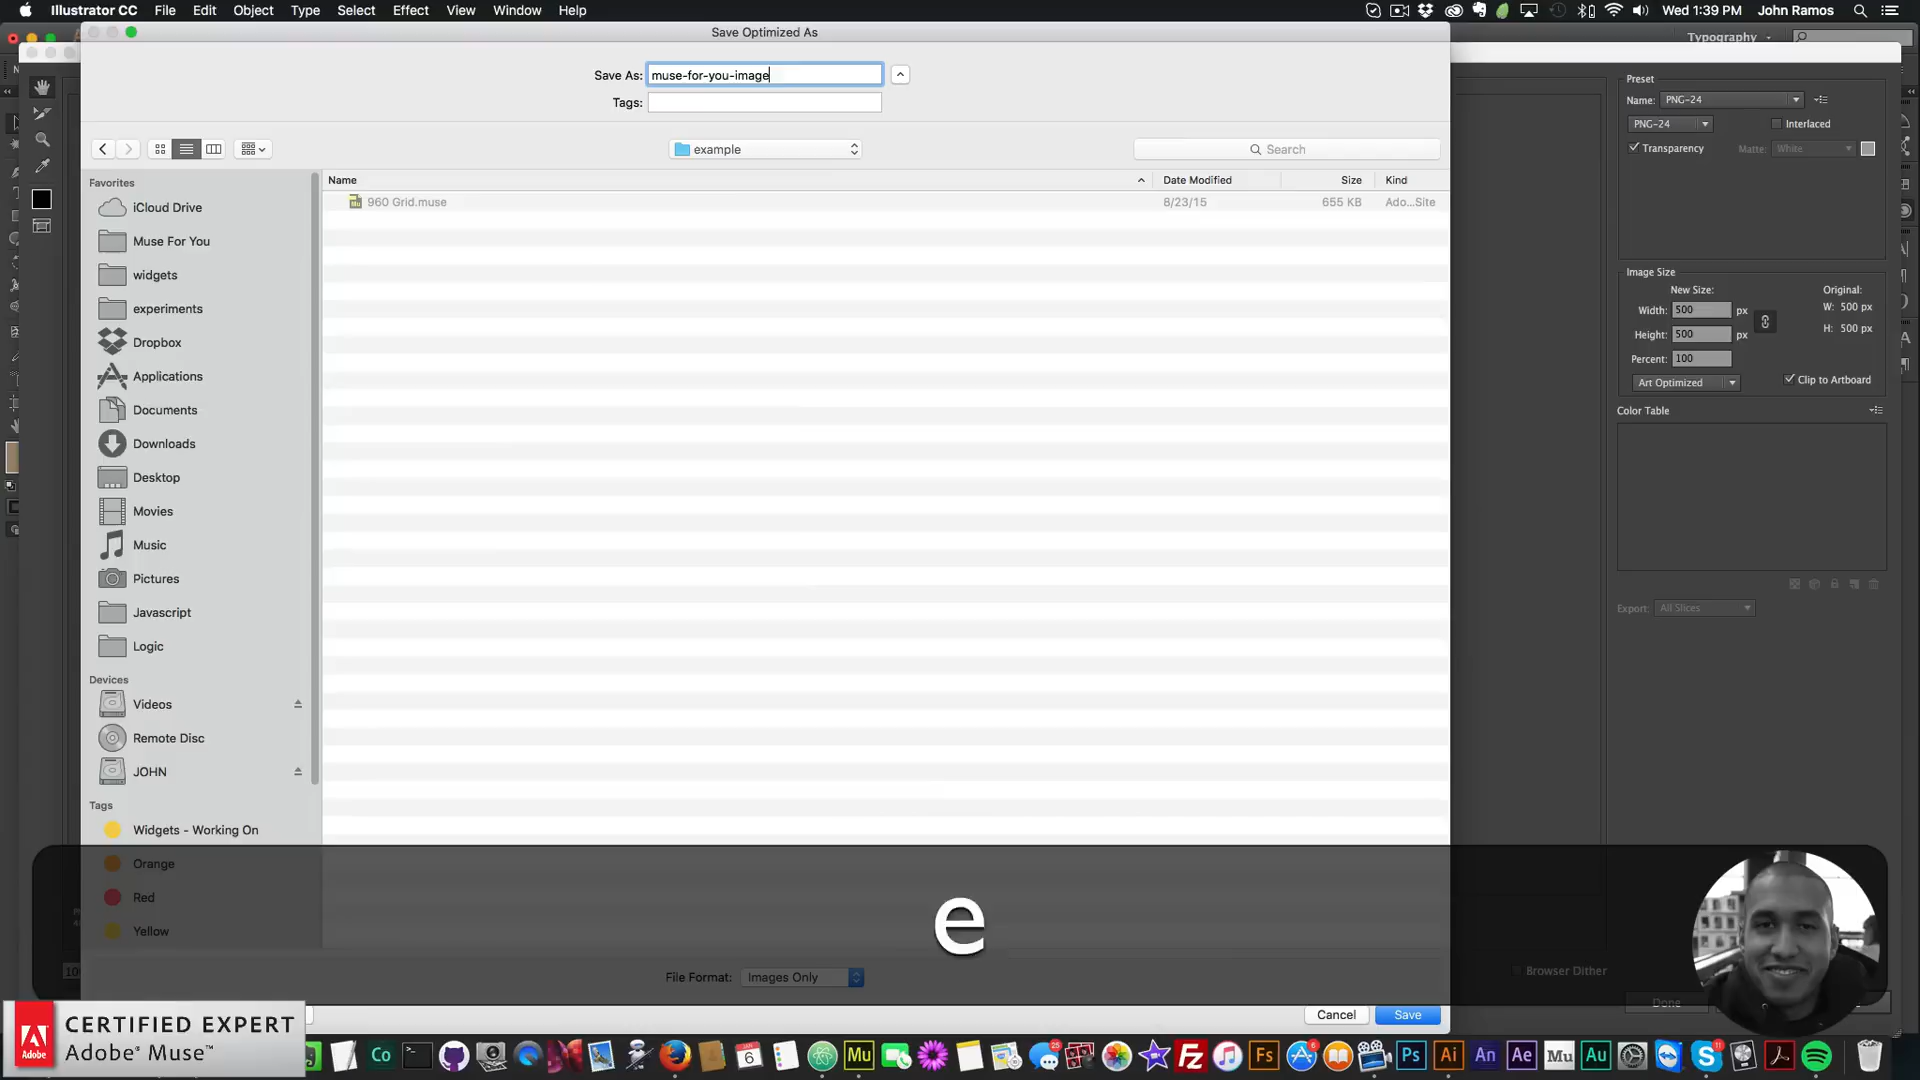 Illustrator CC File Edit Object Type Select Effect View Window Help
Wed 1:39 PM John Ramos
Typography
Save Optimized As
Save As: muse-for-you-image
Tags:
example
Search
Name Date Modified Size Kind
960 Grid.muse 8/23/15 655 KB Ado...Site
Favorites
iCloud Drive
Muse For You
widgets
experiments
Dropbox
Applications
Documents
Downloads
Desktop
Movies
Music
Pictures
Javascript
Logic
Devices
Videos
Remote Disc
JOHN
Tags
Widgets - Working On
Orange
Red
Yellow
e
File Format: Images Only
Cancel Save
Preset
Name: PNG-24
PNG-24 Interlaced
Transparency Matte: White
Image Size
New Size: Original:
Width: 500 px W: 500 px
Height: 500 px H: 500 px
Percent: 100
Art Optimized Clip to Artboard
Color Table
Export: All Slices
Browser Dither
Done
CERTIFIED EXPERT
Adobe Adobe® Muse™